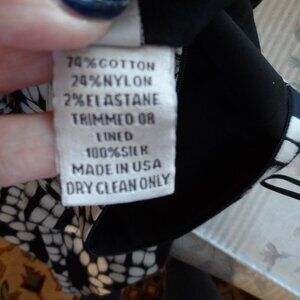 74%COTTON
24%NYLON
2%ELASTANE
TRIMMED OR
LINED
100%SILK
MADE IN USA
DRY CLEAN ONLY